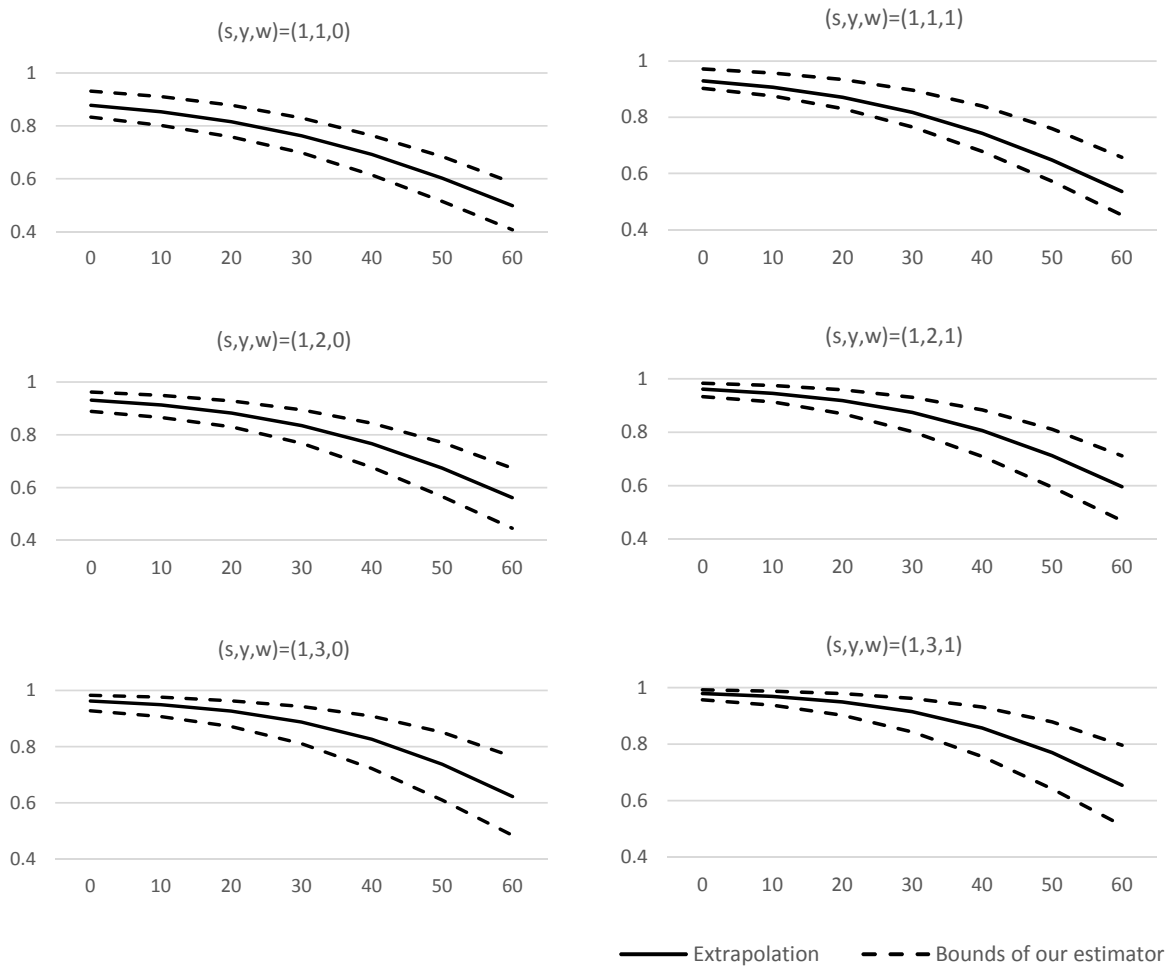 (s,y,w)=(1,1,0)
1
0.8
0.6
0.4
0 10 20 30 40 50 60
(s,y,w)=(1,1,1)
1
0.8
0.6
0.4
0 10 20 30 40 50 60
(s,y,w)=(1,2,0)
1
0.8
0.6
0.4
0 10 20 30 40 50 60
(s,y,w)=(1,2,1)
1
0.8
0.6
0.4
0 10 20 30 40 50 60
(s,y,w)=(1,3,0)
1
0.8
0.6
0.4
0 10 20 30 40 50 60
(s,y,w)=(1,3,1)
1
0.8
0.6
0.4
0 10 20 30 40 50 60
Extrapolation Bounds of our estimator